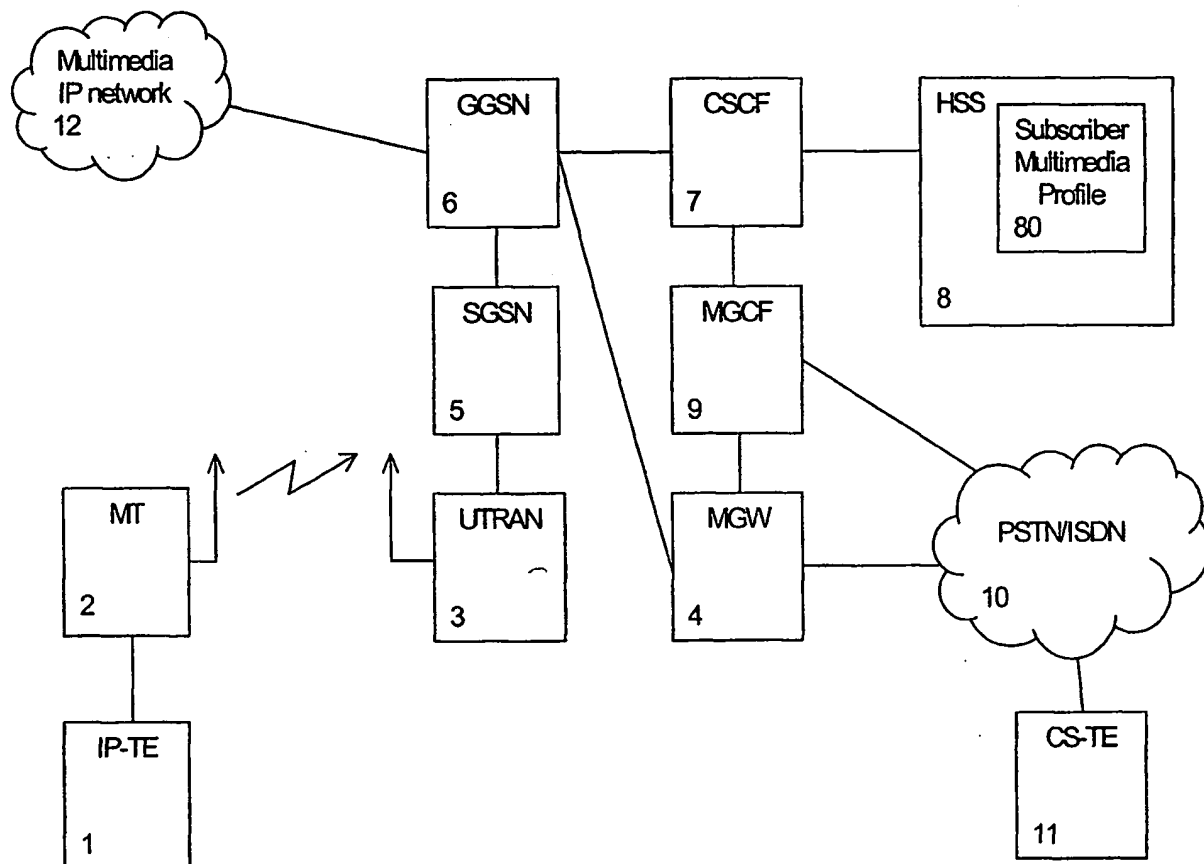 Multimedia
IP network
12
GGSN
6
CSCF
7
HSS
Subscriber
Multimedia
Profile
80
8
SGSN
5
MGCF
9
MT
2
UTRAN
3
MGW
4
PSTN/ISDN
10
IP-TE
1
CS-TE
11